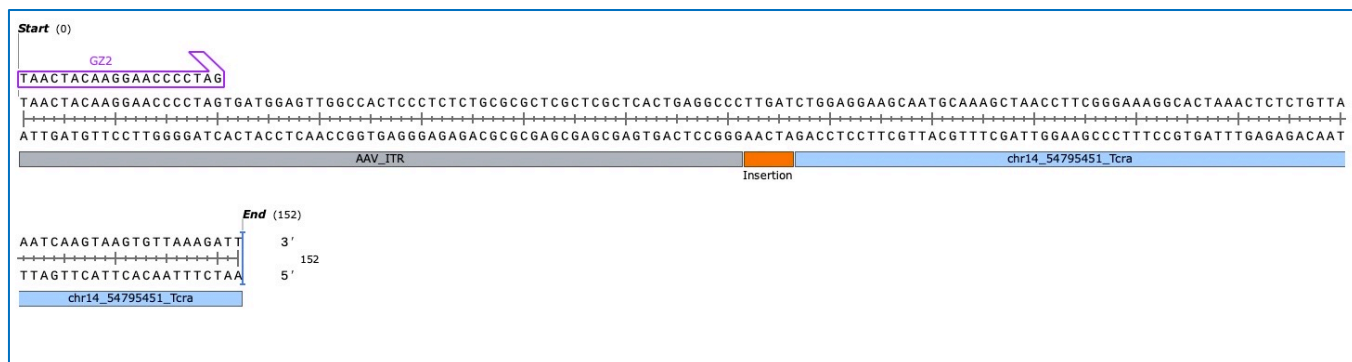 Start (0)
GZ2
TAACTACAAGGAACCCCTAG
TAACTACAAGGAACCCCTAGTGATGGAGTTGGCCACTCCCTCTCTGCGCGCTCGCTCGCTCACTGAGGCCCTTGATCTGGAGGAAGCAATGCAAAGCTAACCTTCGGGAAAGGCACTAAACTCTCTGTTA
ATTGATGTTCCTTGGGGATCACTACCTCAACCGGTGAGGGAGAGACGCGCGAGCGAGCGAGTGACTCCGGGAACTAGACCTCCTTCGTTACGTTTCGATTGGAAGCCCTTTCCGTGATTTGAGAGACAAT
AAV_ITR
chr14_54795451_Tcra
Insertion
End (152)
AATCAAGTAAGTGTTAAAGATT 3′
152
TTAGTTCATTCACAATTTCTAA 5′
chr14_54795451_Tcra